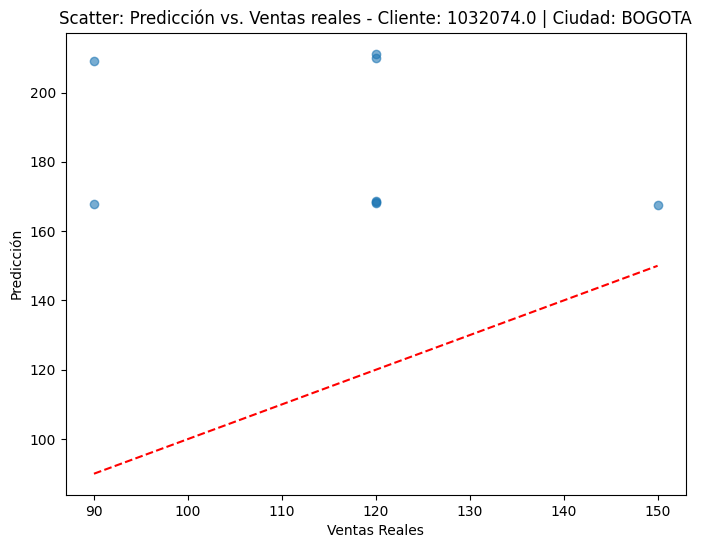 Scatter: Predicción vs. Ventas reales - Cliente: 1032074.0 | Ciudad: BOGOTA
200
180
160
140
120
100
Predicción
90 100 110 120 130 140 150
Ventas Reales